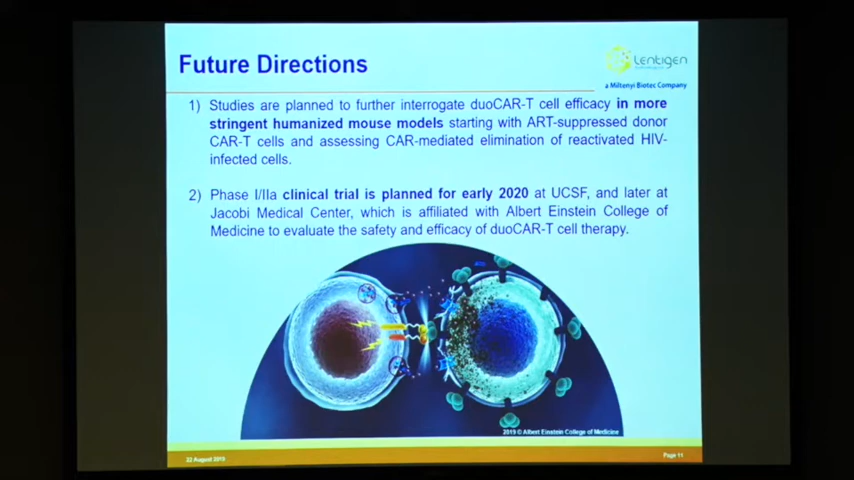 Future Directions
Lentigen
a Miltenyi Biotec Company
1) Studies are planned to further interrogate duoCAR-T cell efficacy in more
stringent humanized mouse models starting with ART-suppressed donor
CAR-T cells and assessing CAR-mediated elimination of reactivated HIV-
infected cells.
2) Phase I/IIa clinical trial is planned for early 2020 at UCSF, and later at
Jacobi Medical Center, which is affiliated with Albert Einstein College of
Medicine to evaluate the safety and efficacy of duoCAR-T cell therapy.
2019 © Albert Einstein College of Medicine
22 August 2019
Page 11